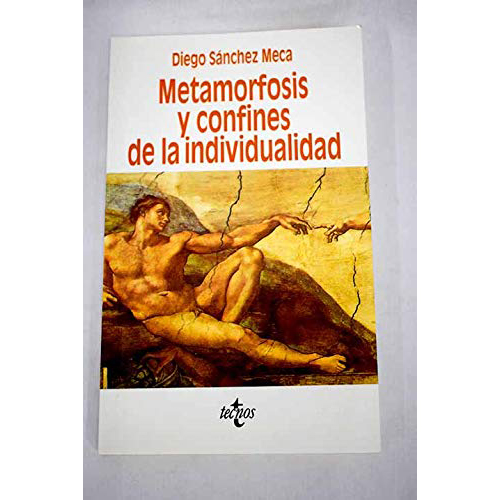 Diego Sánchez Meca
Metamorfosis
y confines
de la individualidad
tecnos